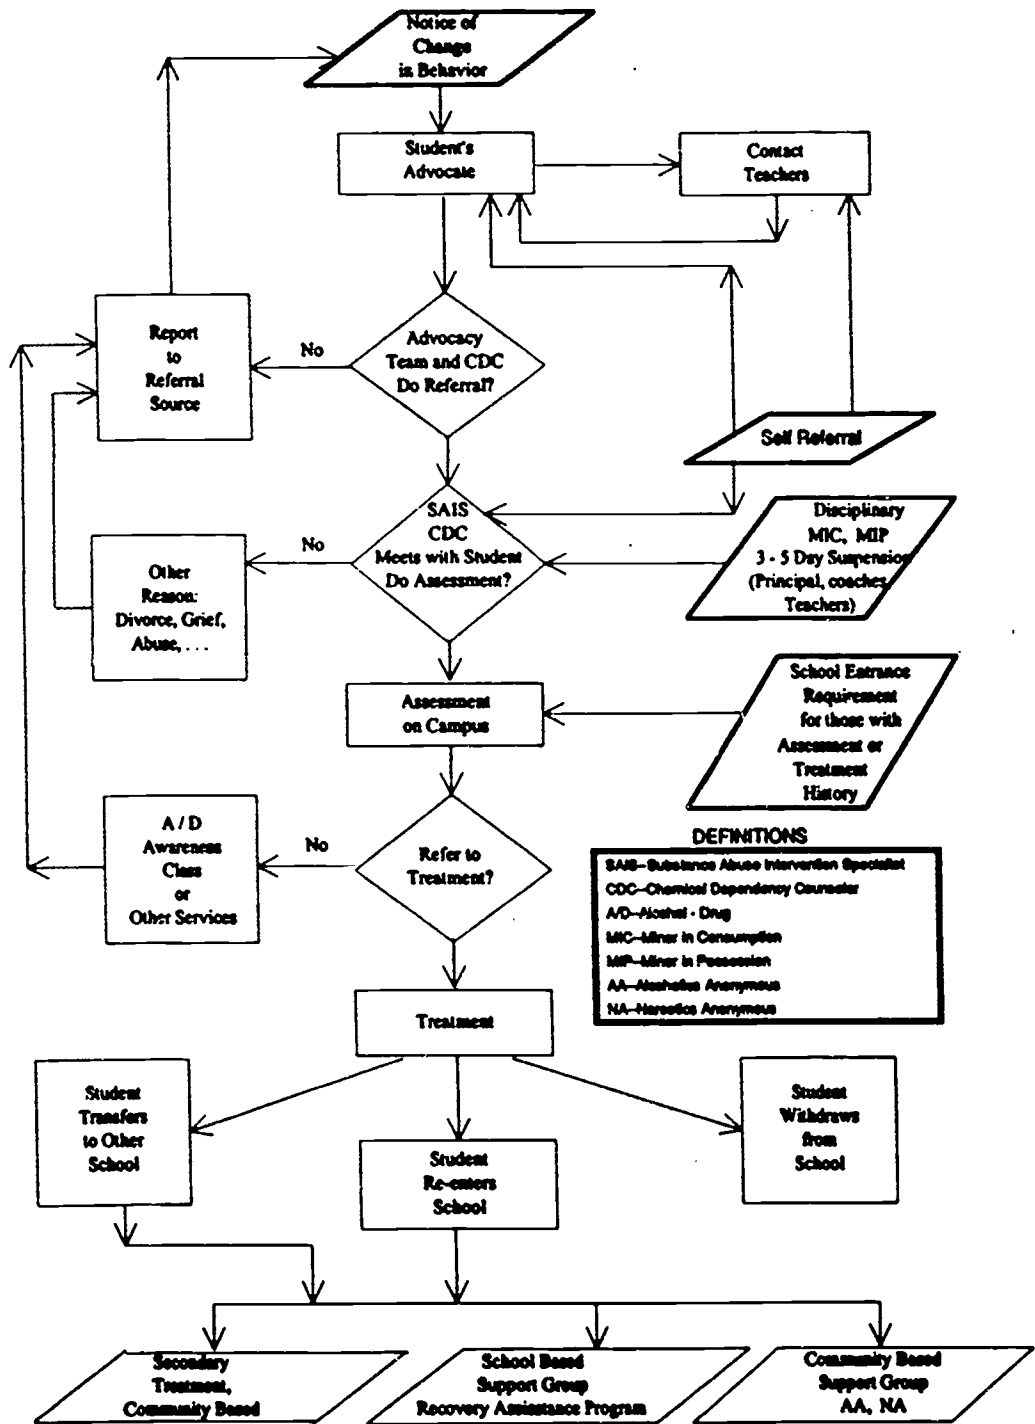 Notice of
Change
in Behavior
Student's
Advocate
Contact
Teachers
Report
to
Referral
Source
No
Advocacy
Team and CDC
Do Referral?
Self Referral
SAIS
CDC
Meets with Student
Do Assessment?
No
Other
Reason:
Divorce, Grief,
Abuse, . . .
Disciplinary
MIC, MIP
3 - 5 Day Suspension
(Principal, coaches
Teachers)
Assessment
on Campus
School Entrance
Requirement
for those with
Assessment or
Treatment
History
A / D
Awareness
Class
or
Other Services
No
Refer to
Treatment?
DEFINITIONS
SAIS--Substance Abuse Intervention Specialist
CDC--Chemical Dependency Counselor
A/D--Alcohol - Drug
MIC--Minor in Consumption
MIP--Minor in Possession
AA--Alcoholics Anonymous
NA--Narcotics Anonymous
Treatment
Student
Transfers
to Other
School
Student
Re-enters
School
Student
Withdraws
from
School
Secondary
Treatment,
Community Based
School Based
Support Group
Recovery Assistance Program
Community Based
Support Group
AA, NA